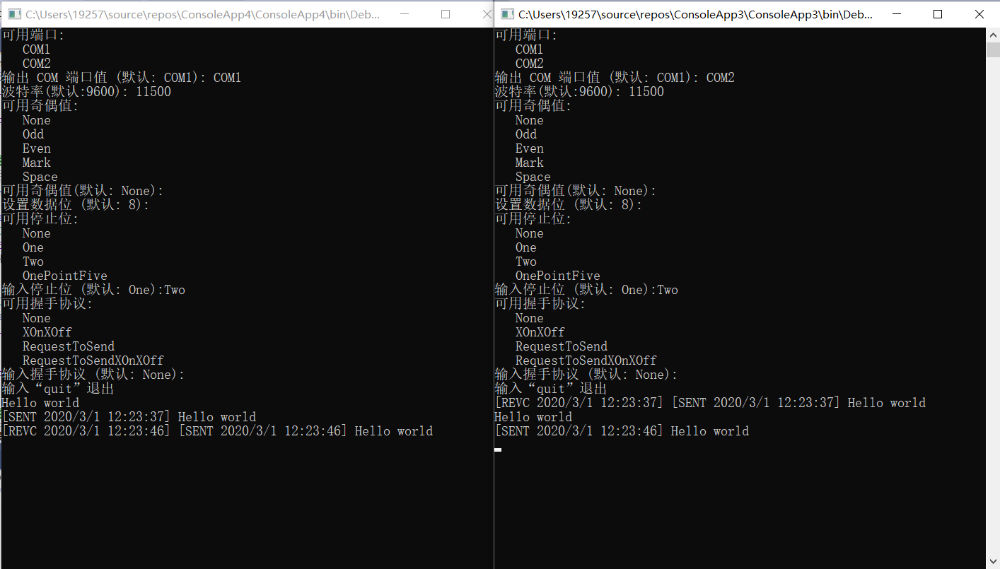 C:\Users\19257\source\repos\ConsoleApp4\ConsoleApp4\bin\Deb...
可用端口:
COM1
COM2
输出 COM 端口值 (默认: COM1): COM1
波特率(默认:9600): 11500
可用奇偶值:
None
Odd
Even
Mark
Space
可用奇偶值(默认: None):
设置数据位 (默认: 8):
可用停止位:
None
One
Two
OnePointFive
输入停止位 (默认: One):Two
可用握手协议:
None
XOnXOff
RequestToSend
RequestToSendXOnXOff
输入握手协议 (默认: None):
输入“quit”退出
Hello world
[SENT 2020/3/1 12:23:37] Hello world
[REVC 2020/3/1 12:23:46] [SENT 2020/3/1 12:23:46] Hello world
C:\Users\19257\source\repos\ConsoleApp3\ConsoleApp3\bin\Deb...
可用端口:
COM1
COM2
输出 COM 端口值 (默认: COM1): COM2
波特率(默认:9600): 11500
可用奇偶值:
None
Odd
Even
Mark
Space
可用奇偶值(默认: None):
设置数据位 (默认: 8):
可用停止位:
None
One
Two
OnePointFive
输入停止位 (默认: One):Two
可用握手协议:
None
XOnXOff
RequestToSend
RequestToSendXOnXOff
输入握手协议 (默认: None):
输入“quit”退出
[REVC 2020/3/1 12:23:37] [SENT 2020/3/1 12:23:37] Hello world
Hello world
[SENT 2020/3/1 12:23:46] Hello world